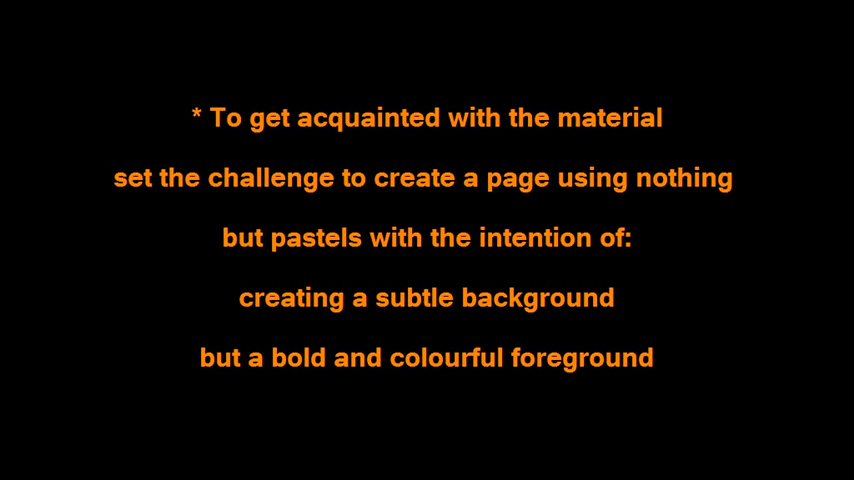 * To get acquainted with the material
set the challenge to create a page using nothing
but pastels with the intention of:
creating a subtle background
but a bold and colourful foreground